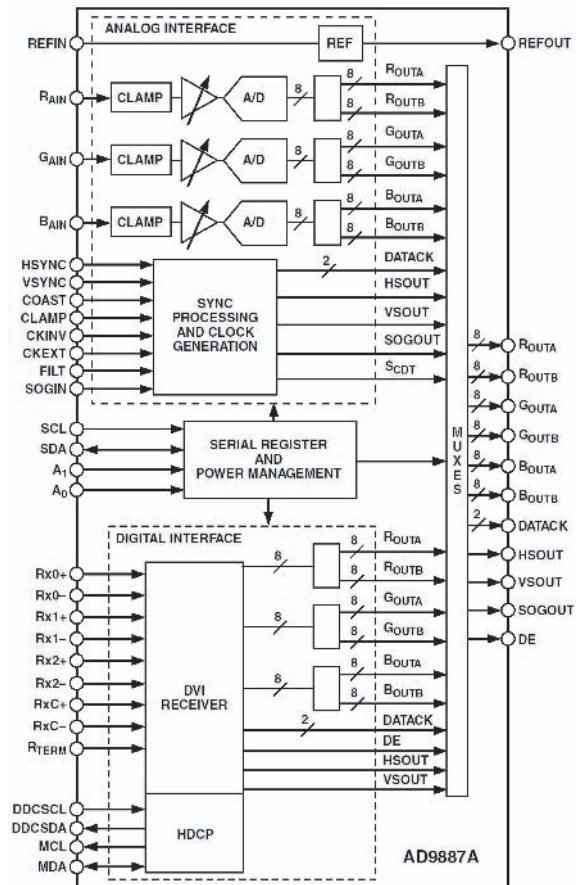 ANALOG INTERFACE
REFIN
REF
REFOUT
RAIN
CLAMP
A/D
8
8
ROUTA
8
ROUTB
GAIN
CLAMP
A/D
8
8
GOUTA
8
GOUTB
BAIN
CLAMP
A/D
8
8
BOUTA
8
BOUTB
HSYNC
VSYNC
COAST
CLAMP
CKINV
CKEXT
FILT
SOGIN
SYNC
PROCESSING
AND CLOCK
GENERATION
2
DATACK
HSOUT
VSOUT
SOGOUT
SCDT
SCL
SDA
A1
A0
SERIAL REGISTER
AND
POWER MANAGEMENT
MUXES
8
ROUTA
8
ROUTB
8
GOUTA
8
GOUTB
8
BOUTA
8
BOUTB
2
DATACK
HSOUT
VSOUT
SOGOUT
DE
DIGITAL INTERFACE
Rx0+
Rx0-
Rx1+
Rx1-
Rx2+
Rx2-
RxC+
RxC-
RTERM
DVI
RECEIVER
8
8
ROUTA
8
ROUTB
8
8
GOUTA
8
GOUTB
8
8
BOUTA
8
BOUTB
2
DATACK
DE
HSOUT
VSOUT
DDCSCL
DDCSDA
MCL
MDA
HDCP
AD9887A